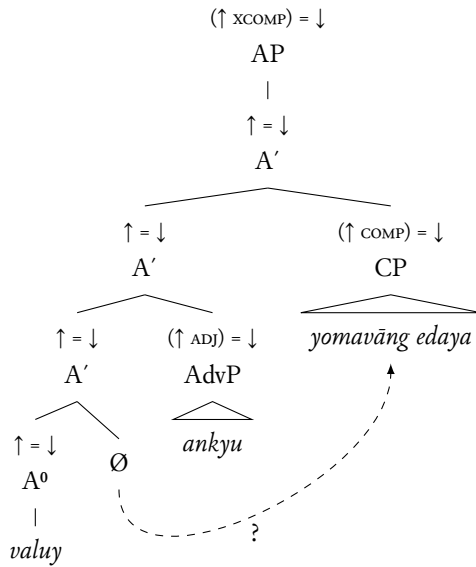 (↑ XCOMP) = ↓
AP
↑ = ↓
A′
↑ = ↓ (↑ COMP) = ↓
A′ CP
↑ = ↓ (↑ ADJ) = ↓ yomavāng edaya
A′ AdvP
↑ = ↓ Ø ankyu
A⁰
valuy ?